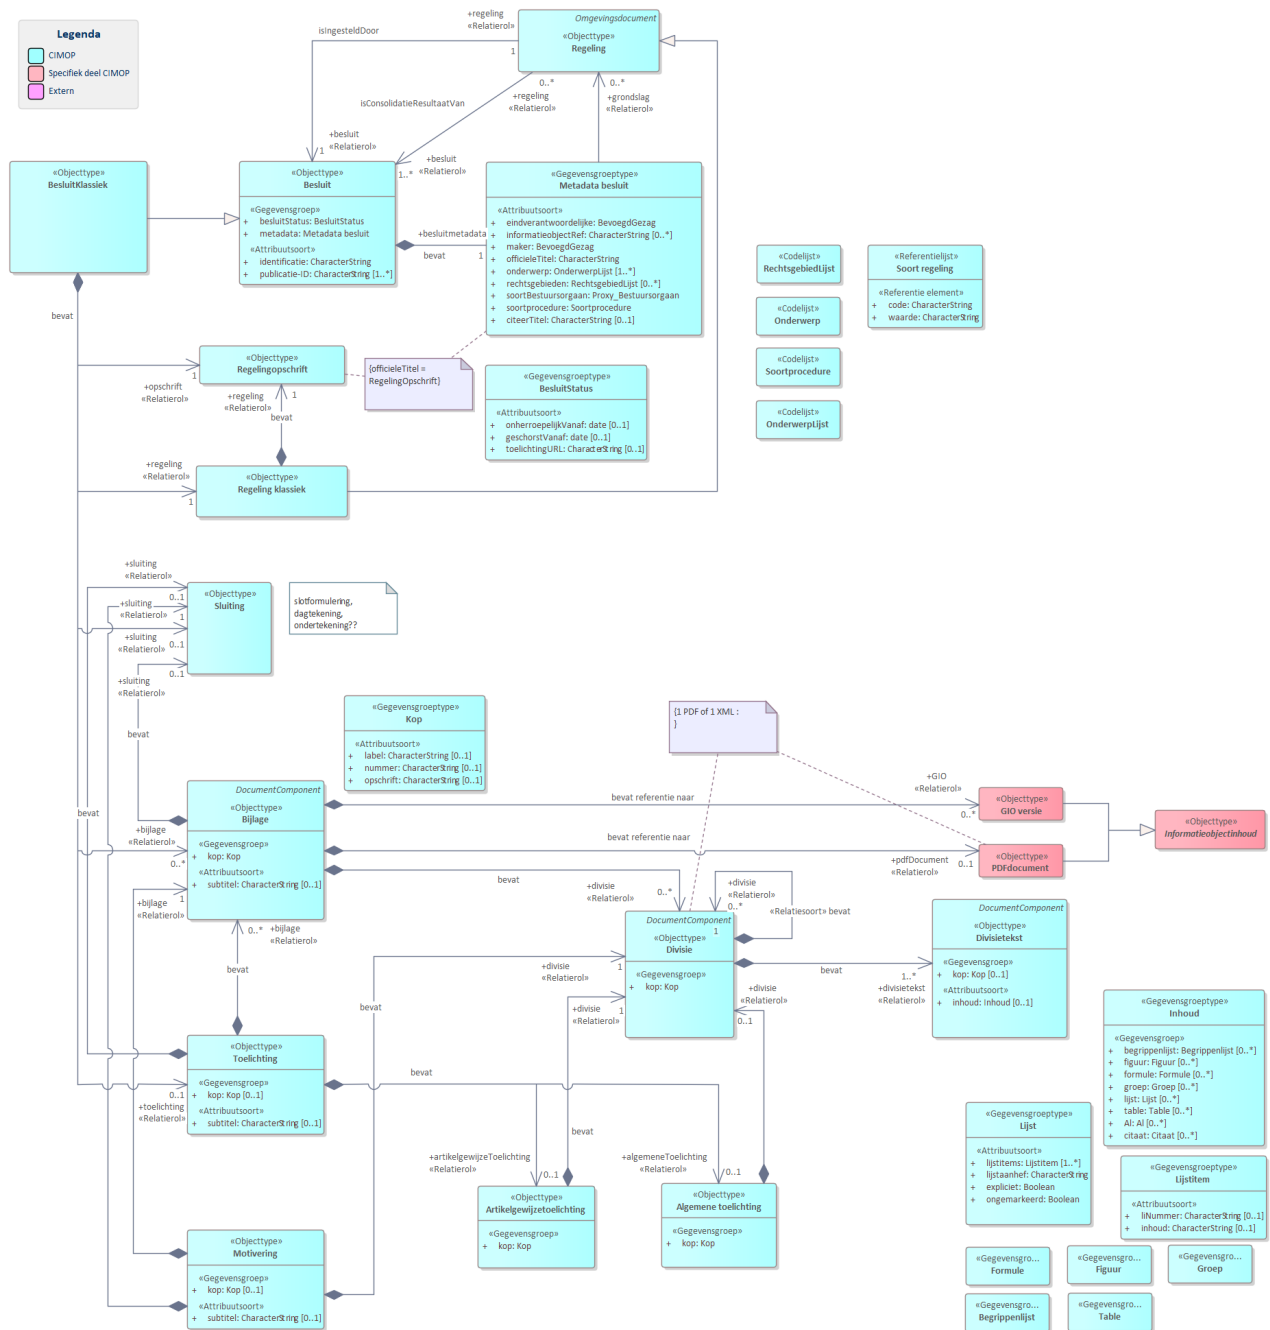 Legenda
CIMOP
Specifiek deel CIMOP
Extern
Omgevingsdocument
«Objecttype»
Regeling
+regeling
«Relatierol»
1
isIngesteldDoor
0..*
+regeling
«Relatierol»
0..*
+grondslag
«Relatierol»
isConsolidatieResultaatVan
+besluit
«Relatierol»
1
+besluit
«Relatierol»
1..*
«Objecttype»
BesluitKlassiek
«Objecttype»
Besluit
«Gegevensgroep»
+ besluitStatus: BesluitStatus
+ metadata: Metadata besluit
«Attribuutsoort»
+ identificatie: CharacterString
+ publicatie-ID: CharacterString [1..*]
+besluitmetadata
bevat
1
«Gegevensgroeptype»
Metadata besluit
«Attribuutsoort»
+ eindverantwoordelijke: BevoegdGezag
+ informatieobjectRef: CharacterString [0..*]
+ maker: BevoegdGezag
+ officieleTitel: CharacterString
+ onderwerp: OnderwerpLijst [1..*]
+ rechtsgebieden: RechtsgebiedLijst [0..*]
+ soortBestuursorgaan: Proxy_Bestuursorgaan
+ soortprocedure: Soortprocedure
+ citeerTitel: CharacterString [0..1]
«Codelijst»
RechtsgebiedLijst
«Codelijst»
Onderwerp
«Codelijst»
Soortprocedure
«Codelijst»
OnderwerpLijst
«Referentielijst»
Soort regeling
«Referentie element»
+ code: CharacterString
+ waarde: CharacterString
bevat
«Objecttype»
Regelingopschrift
1
+opschrift
«Relatierol»
+regeling
«Relatierol»
1
bevat
{officieleTitel =
RegelingOpschrift}
«Gegevensgroeptype»
BesluitStatus
«Attribuutsoort»
+ onherroepelijkVanaf: date [0..1]
+ geschorstVanaf: date [0..1]
+ toelichtingURL: CharacterString [0..1]
+regeling
«Relatierol»
1
«Objecttype»
Regeling klassiek
+sluiting
«Relatierol»
0..1
+sluiting
«Relatierol»
1
+sluiting
«Relatierol»
0..1
0..1
+sluiting
«Relatierol»
bevat
«Objecttype»
Sluiting
slotformulering,
dagtekening,
ondertekening??
«Gegevensgroeptype»
Kop
«Attribuutsoort»
+ label: CharacterString [0..1]
+ nummer: CharacterString [0..1]
+ opschrift: CharacterString [0..1]
{1 PDF of 1 XML :
}
DocumentComponent
«Objecttype»
Bijlage
«Gegevensgroep»
+ kop: Kop
«Attribuutsoort»
+ subtitel: CharacterString [0..1]
bevat
+bijlage
«Relatierol»
0..*
+bijlage
«Relatierol»
1
0..*
+bijlage
«Relatierol»
bevat
bevat referentie naar
+GIO
«Relatierol»
0..*
«Objecttype»
GIO versie
bevat referentie naar
+pdfDocument
«Relatierol»
0..1
«Objecttype»
PDFdocument
«Objecttype»
Informatieobjectinhoud
bevat
+divisie
«Relatierol»
0..*
+divisie
«Relatierol»
0..*
«Relatiesoort» bevat
1
DocumentComponent
«Objecttype»
Divisie
«Gegevensgroep»
+ kop: Kop
bevat
1..*
+divisietekst
«Relatierol»
DocumentComponent
«Objecttype»
Divisietekst
«Gegevensgroep»
+ kop: Kop [0..1]
«Attribuutsoort»
+ inhoud: Inhoud [0..1]
+divisie
«Relatierol»
1
+divisie
«Relatierol»
1
+divisie
«Relatierol»
0..1
bevat
«Gegevensgroeptype»
Inhoud
«Gegevensgroep»
+ begrippenlijst: Begrippenlijst [0..*]
+ figuur: Figuur [0..*]
+ formule: Formule [0..*]
+ groep: Groep [0..*]
+ lijst: Lijst [0..*]
+ table: Table [0..*]
+ Al: Al [0..*]
+ citaat: Citaat [0..*]
«Objecttype»
Toelichting
«Gegevensgroep»
+ kop: Kop [0..1]
«Attribuutsoort»
+ subtitel: CharacterString [0..1]
0..1
+toelichting
«Relatierol»
bevat
bevat
+artikelgewijzeToelichting
«Relatierol»
0..1
+algemeneToelichting
«Relatierol»
0..1
«Objecttype»
Artikelgewijzetoelichting
«Gegevensgroep»
+ kop: Kop
«Objecttype»
Algemene toelichting
«Gegevensgroep»
+ kop: Kop
«Gegevensgroeptype»
Lijst
«Attribuutsoort»
+ lijstitems: Lijstitem [1..*]
+ lijstaanhef: CharacterString
+ expliciet: Boolean
+ ongemarkeerd: Boolean
«Gegevensgroeptype»
Lijstitem
«Attribuutsoort»
+ liNummer: CharacterString [0..1]
+ inhoud: CharacterString [0..1]
«Objecttype»
Motivering
«Gegevensgroep»
+ kop: Kop [0..1]
«Attribuutsoort»
+ subtitel: CharacterString [0..1]
«Gegevensgro...
Formule
«Gegevensgro...
Figuur
«Gegevensgro...
Groep
«Gegevensgro...
Begrippenlijst
«Gegevensgro...
Table